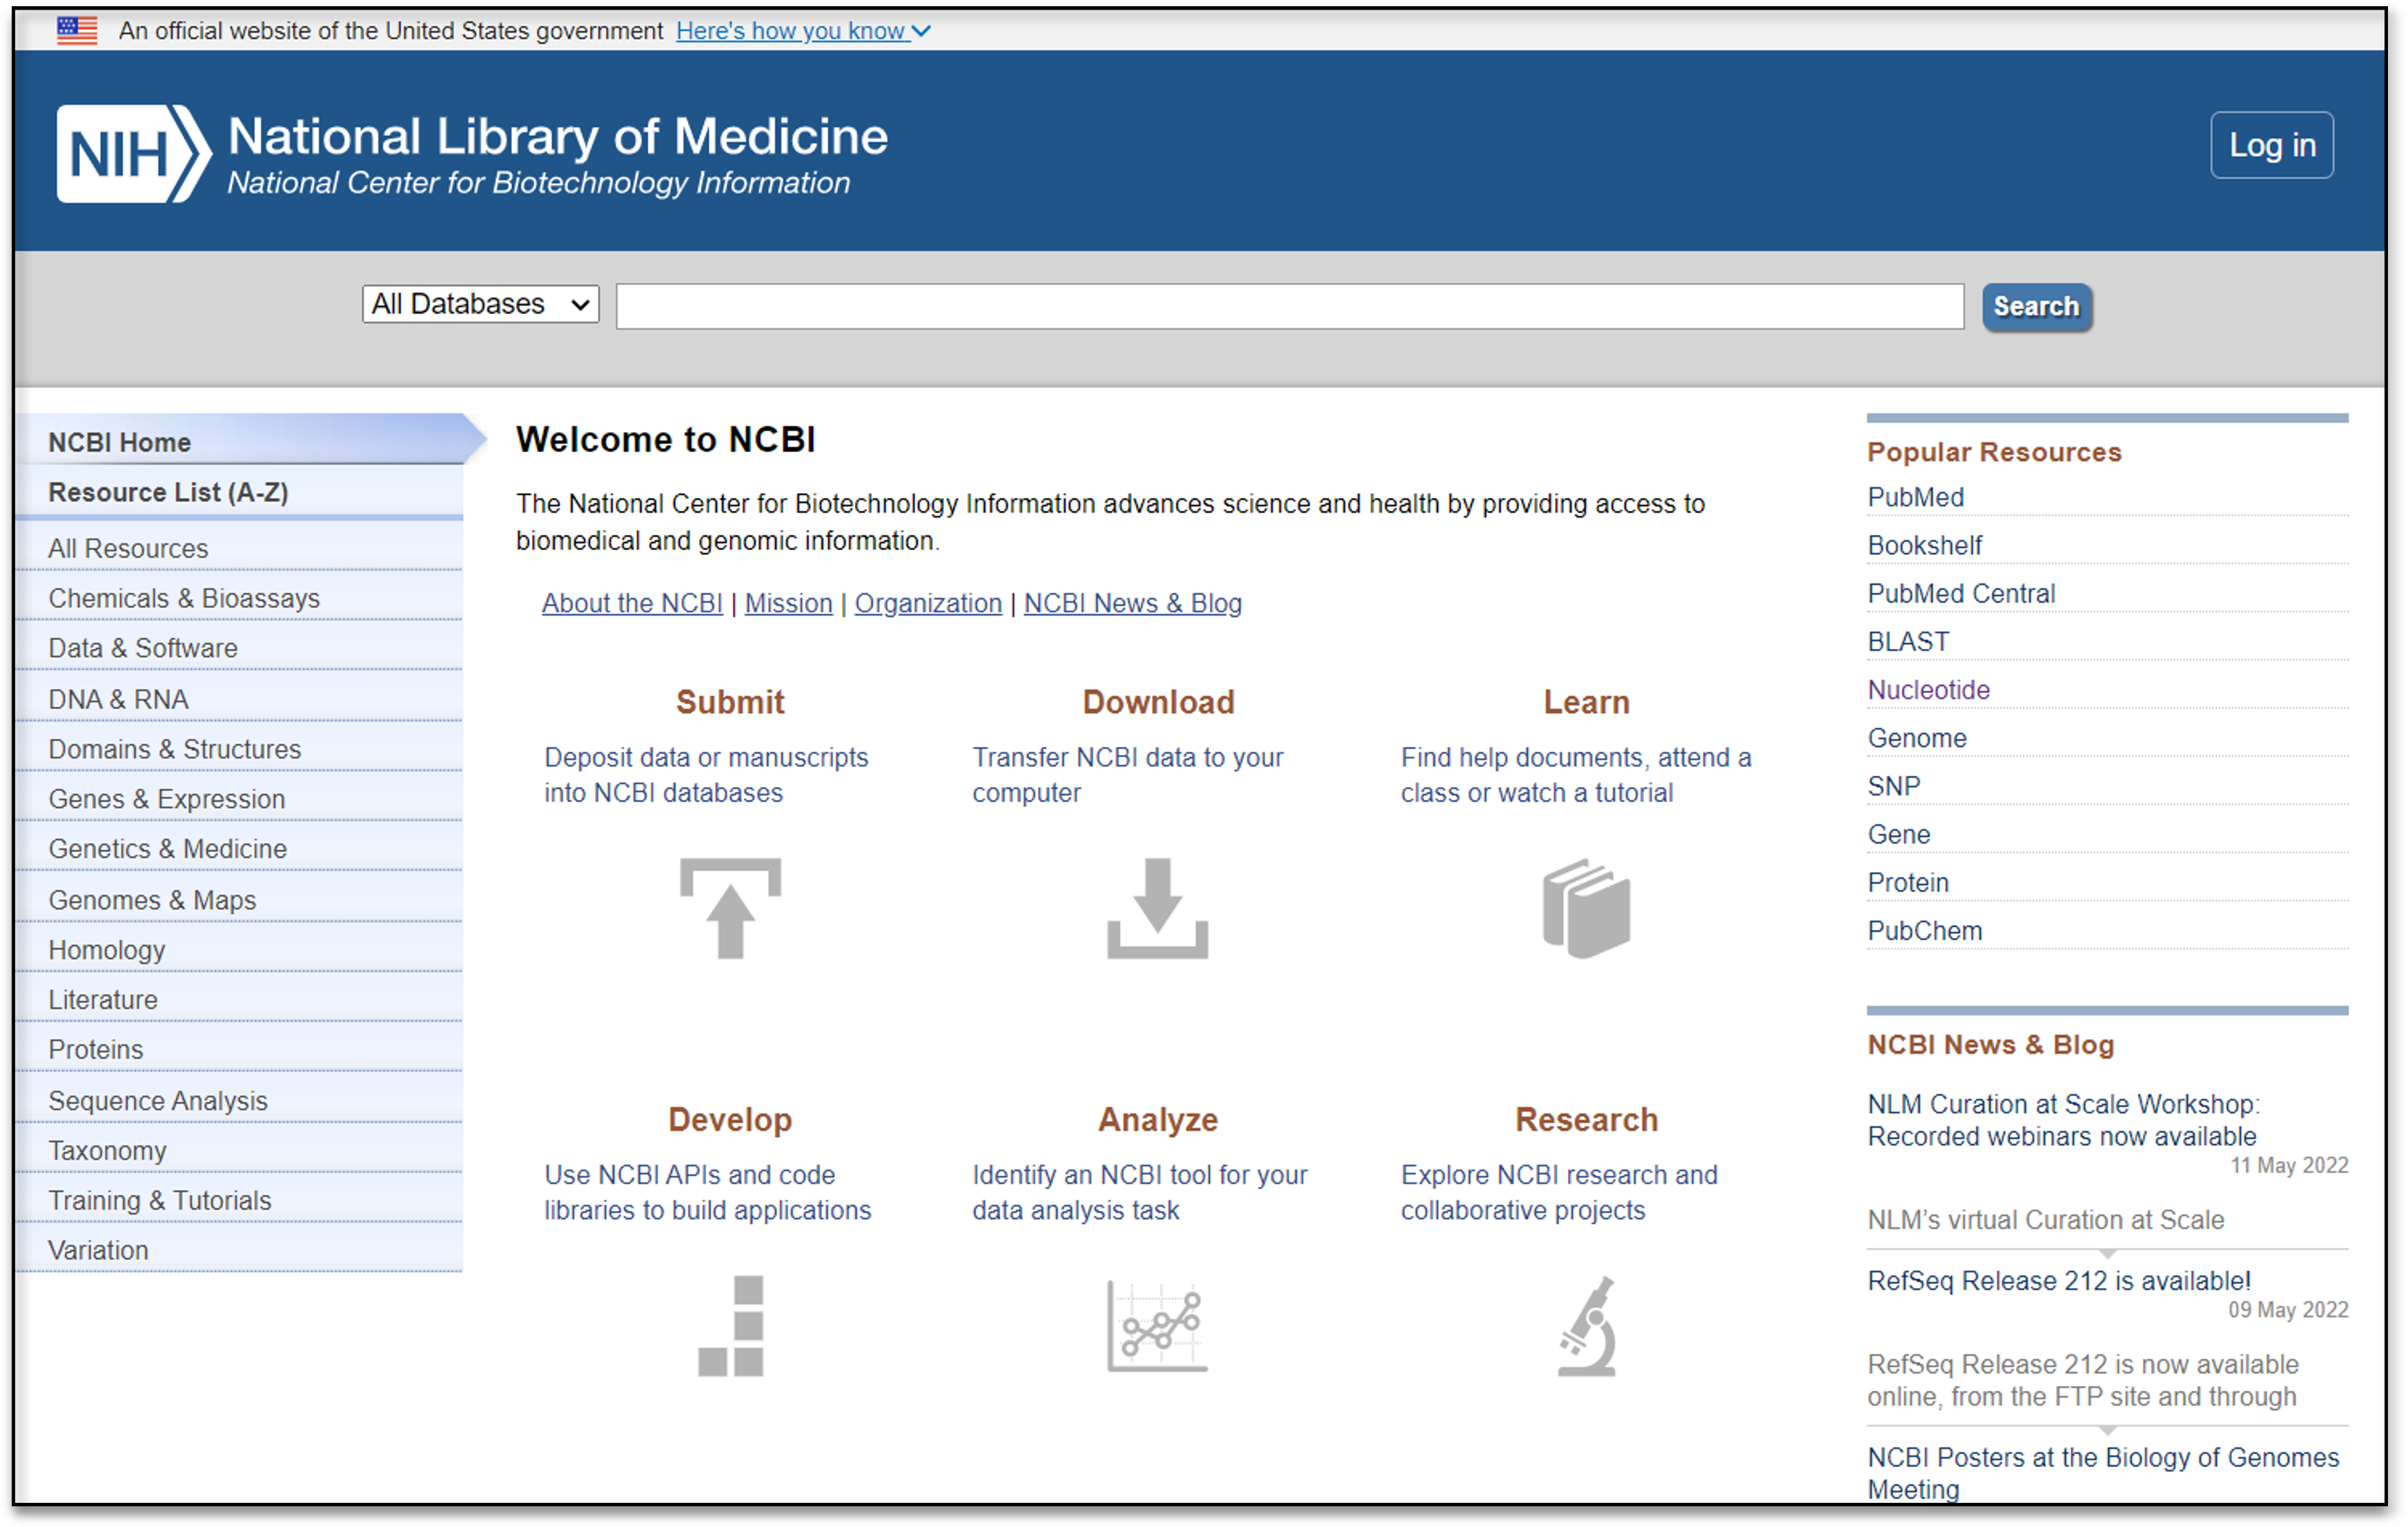 An official website of the United States government Here's how you know
NIH
National Library of Medicine
National Center for Biotechnology Information
Log in
All Databases
Search
NCBI Home
Resource List (A-Z)
All Resources
Chemicals & Bioassays
Data & Software
DNA & RNA
Domains & Structures
Genes & Expression
Genetics & Medicine
Genomes & Maps
Homology
Literature
Proteins
Sequence Analysis
Taxonomy
Training & Tutorials
Variation
Welcome to NCBI
The National Center for Biotechnology Information advances science and health by providing access to
biomedical and genomic information.
About the NCBI | Mission | Organization | NCBI News & Blog
Submit
Deposit data or manuscripts
into NCBI databases
Download
Transfer NCBI data to your
computer
Learn
Find help documents, attend a
class or watch a tutorial
Develop
Use NCBI APIs and code
libraries to build applications
Analyze
Identify an NCBI tool for your
data analysis task
Research
Explore NCBI research and
collaborative projects
Popular Resources
PubMed
Bookshelf
PubMed Central
BLAST
Nucleotide
Genome
SNP
Gene
Protein
PubChem
NCBI News & Blog
NLM Curation at Scale Workshop:
Recorded webinars now available
11 May 2022
NLM’s virtual Curation at Scale
RefSeq Release 212 is available!
09 May 2022
RefSeq Release 212 is now available
online, from the FTP site and through
NCBI Posters at the Biology of Genomes
Meeting